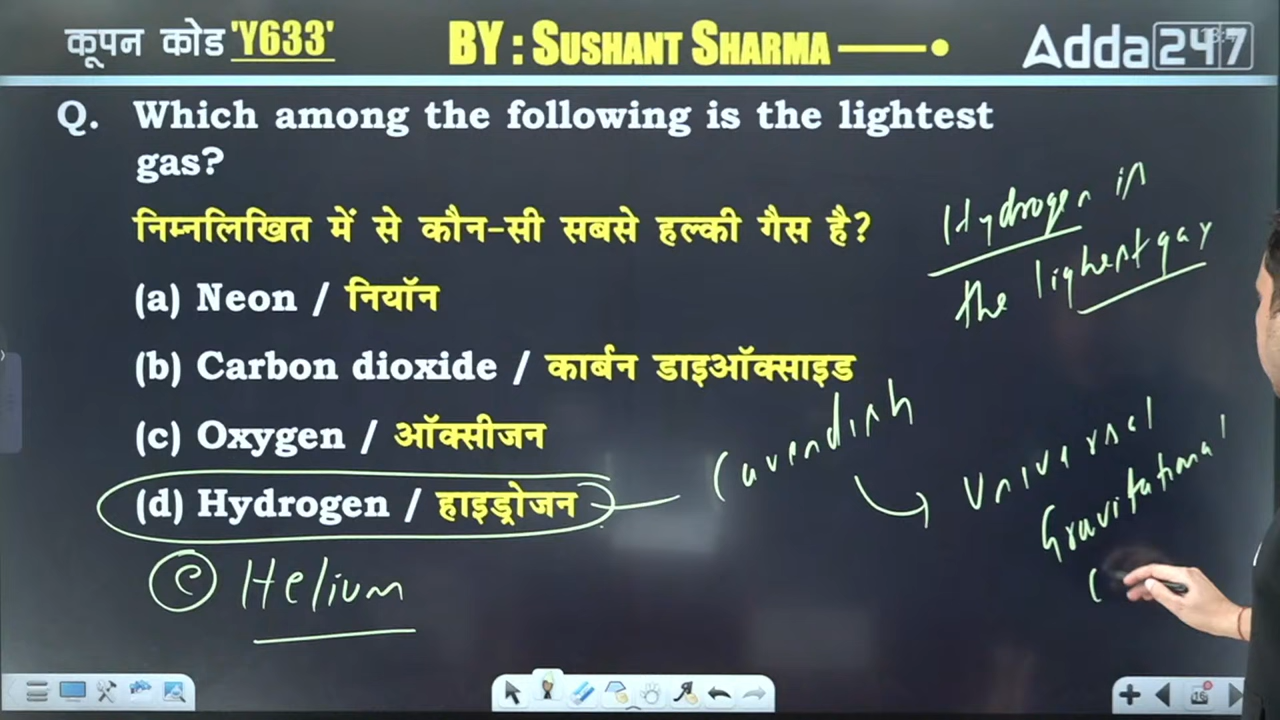 कूपन कोड 'Y633'
BY : SUSHANT SHARMA
Adda247
Q. Which among the following is the lightest
gas?
निम्नलिखित में से कौन-सी सबसे हल्की गैस है?
(a) Neon / नियॉन
(b) Carbon dioxide / कार्बन डाइऑक्साइड
(c) Oxygen / ऑक्सीजन
(d) Hydrogen / हाइड्रोजन
(e) Helium
Hydrogen is
the lightest gas
Cavendish
Universal
Gravitational